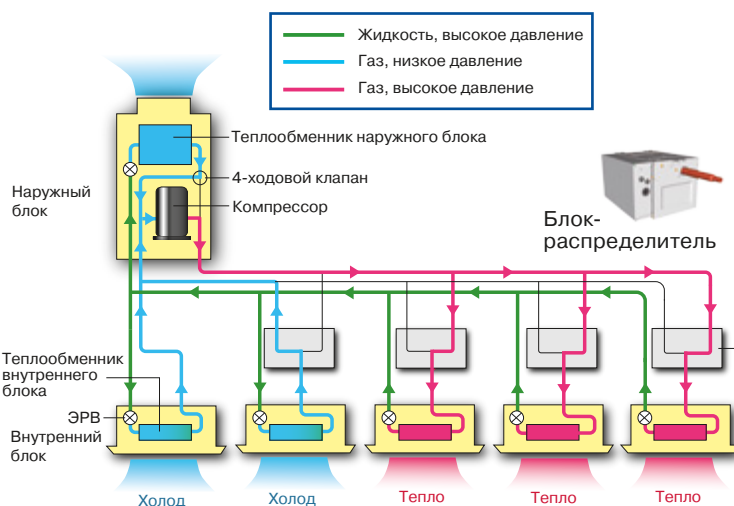 Жидкость, высокое давление
Газ, низкое давление
Газ, высокое давление
Теплообменник наружного блока
4-ходовой клапан
Компрессор
Наружный
блок
Блок-
распределитель
Теплообменник
внутреннего
блока
ЭРВ
Внутренний
блок
Холод
Холод
Тепло
Тепло
Тепло